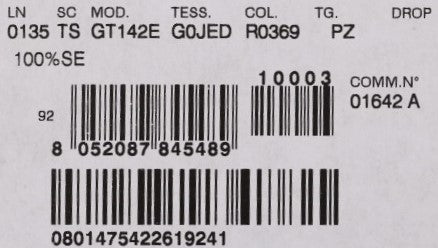 LN SC MOD. TESS. COL. TG. DROP
0135 TS GT142E G0JED R0369 PZ
100%SE
10003
COMM.N°
01642 A
92
8 052087 845489
0801475422619241